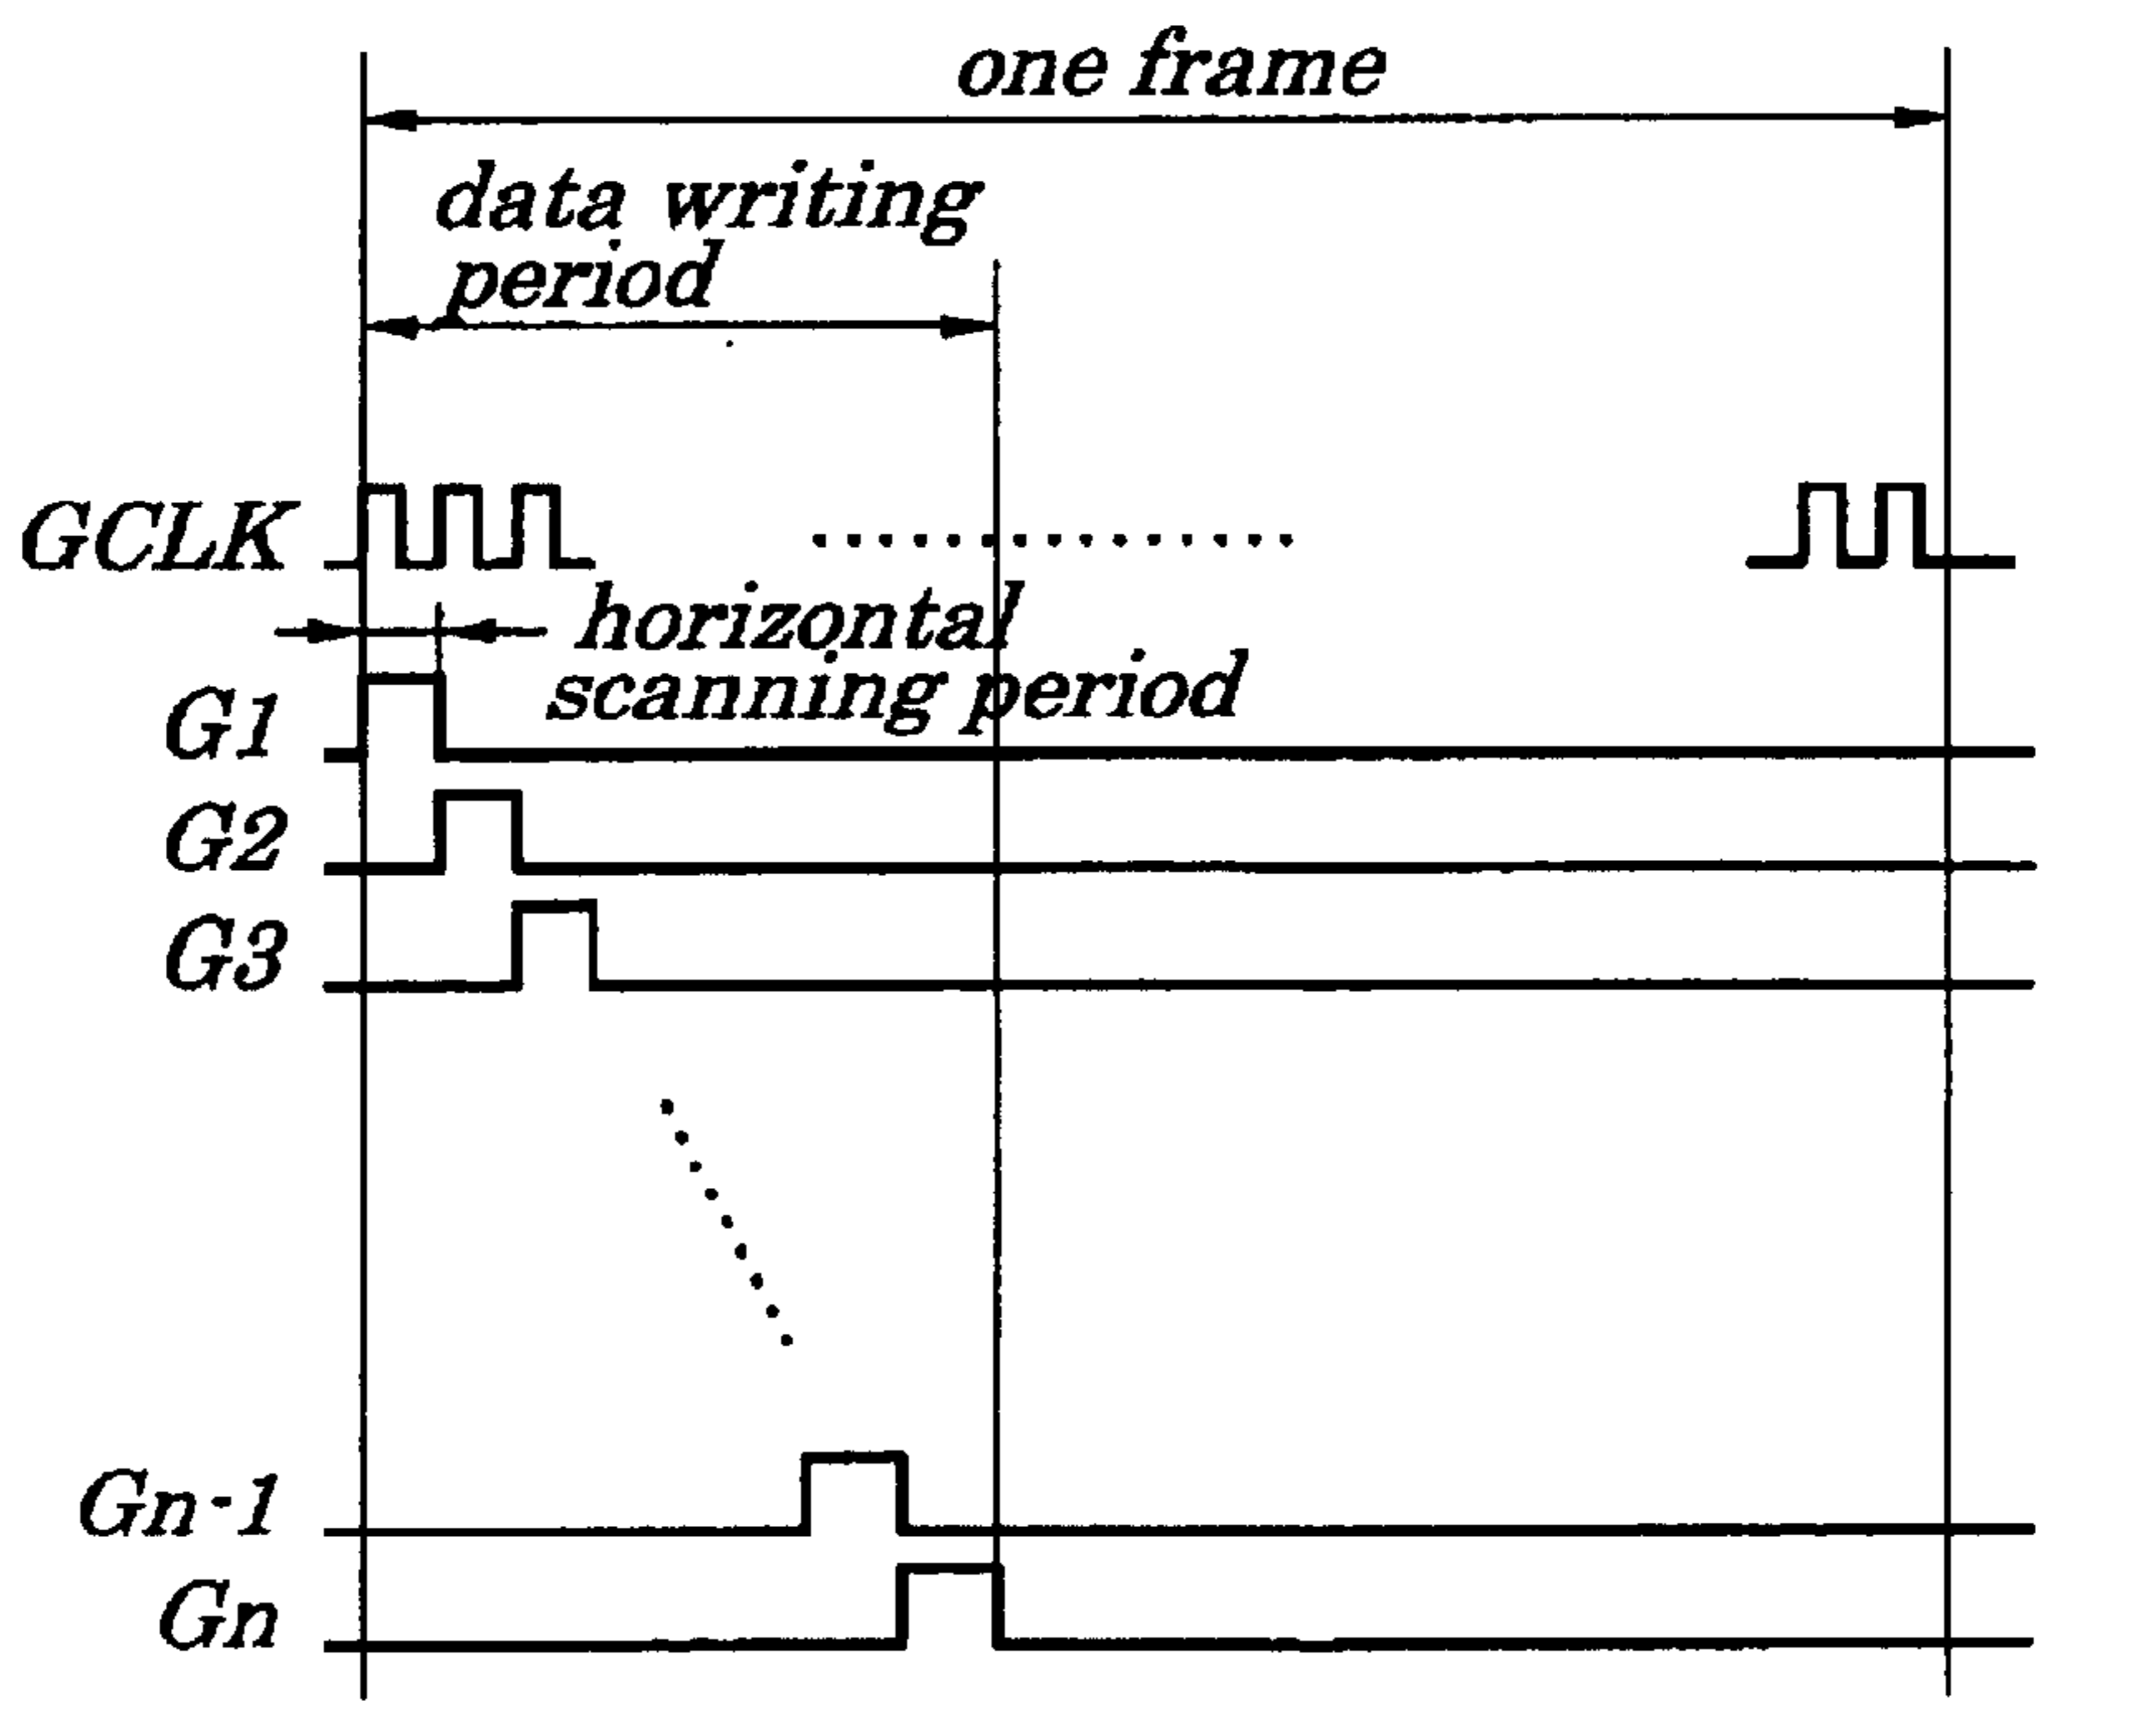 one frame
data writing
period
GCLK
horizontal
scanning period
G1
G2
G3
Gn-1
Gn